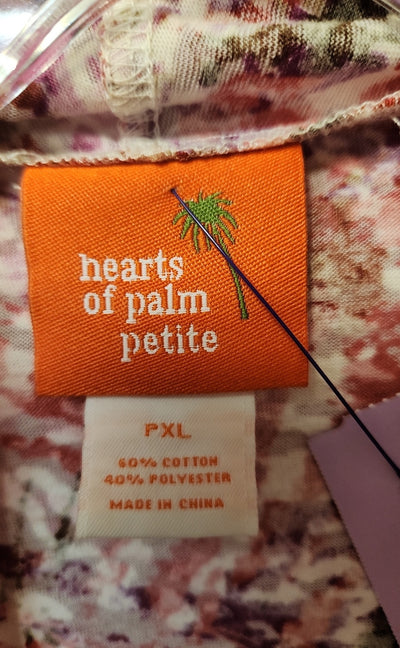 hearts
of palm
petite
PXL
60% COTTON
40% POLYESTER
MADE IN CHINA